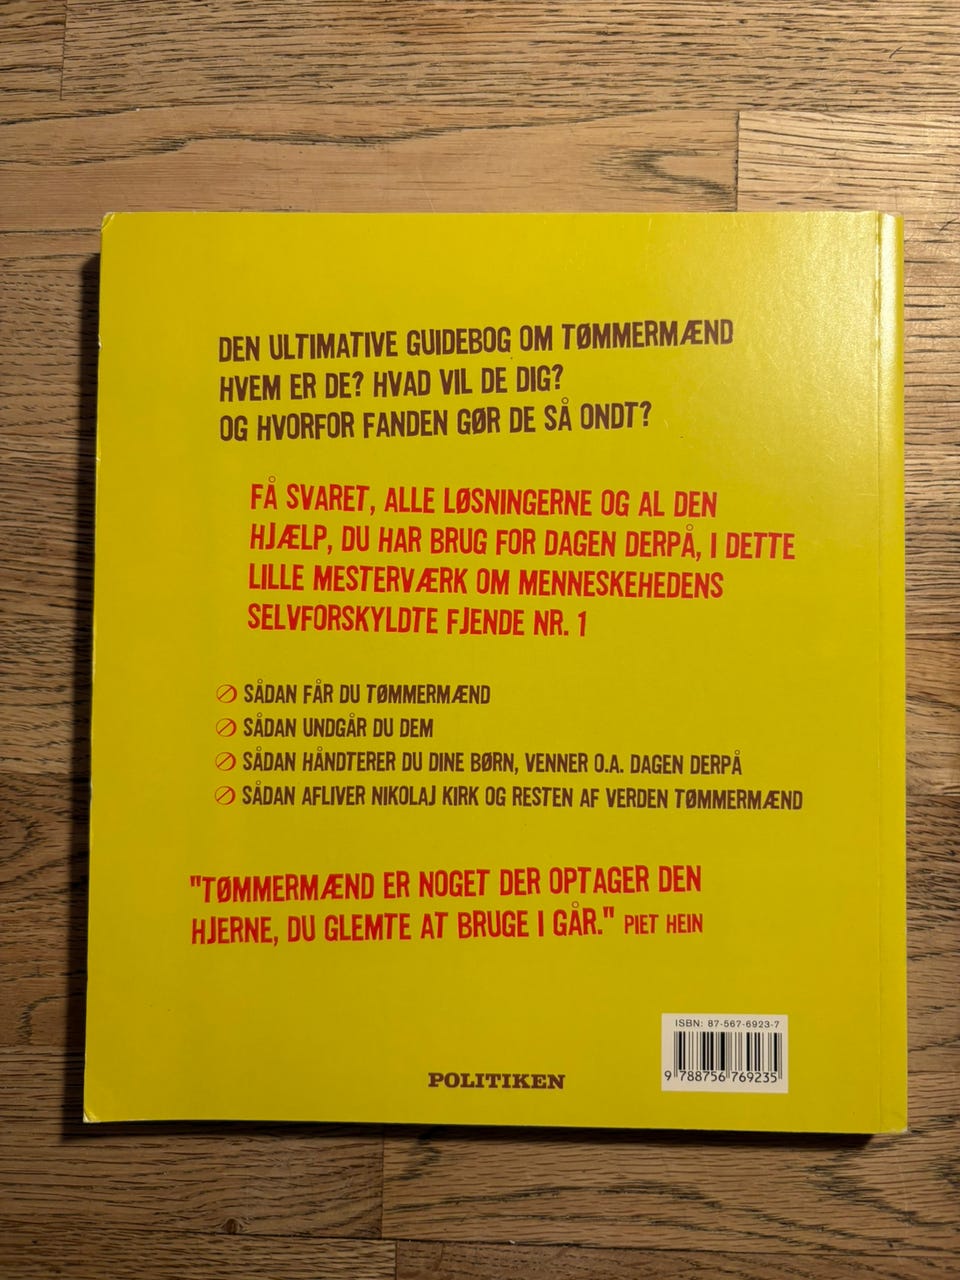 DEN ULTIMATIVE GUIDEBOG OM TØMMERMÆND
HVEM ER DE? HVAD VIL DE DIG?
OG HVORFOR FANDEN GØR DE SÅ ONDT?
FÅ SVARET, ALLE LØSNINGERNE OG AL DEN
HJÆLP, DU HAR BRUG FOR DAGEN DERPÅ, I DETTE
LILLE MESTERVÆRK OM MENNESKEHEDENS
SELVFORSKYLDTE FJENDE NR. 1
SÅDAN FÅR DU TØMMERMÆND
SÅDAN UNDGÅR DU DEM
SÅDAN HÅNDTERER DU DINE BØRN, VENNER O.A. DAGEN DERPÅ
SÅDAN AFLIVER NIKOLAJ KIRK OG RESTEN AF VERDEN TØMMERMÆND
"TØMMERMÆND ER NOGET DER OPTAGER DEN
HJERNE, DU GLEMTE AT BRUGE I GÅR." PIET HEIN
ISBN: 87-567-6923-7
9 788756 769235
POLITIKEN